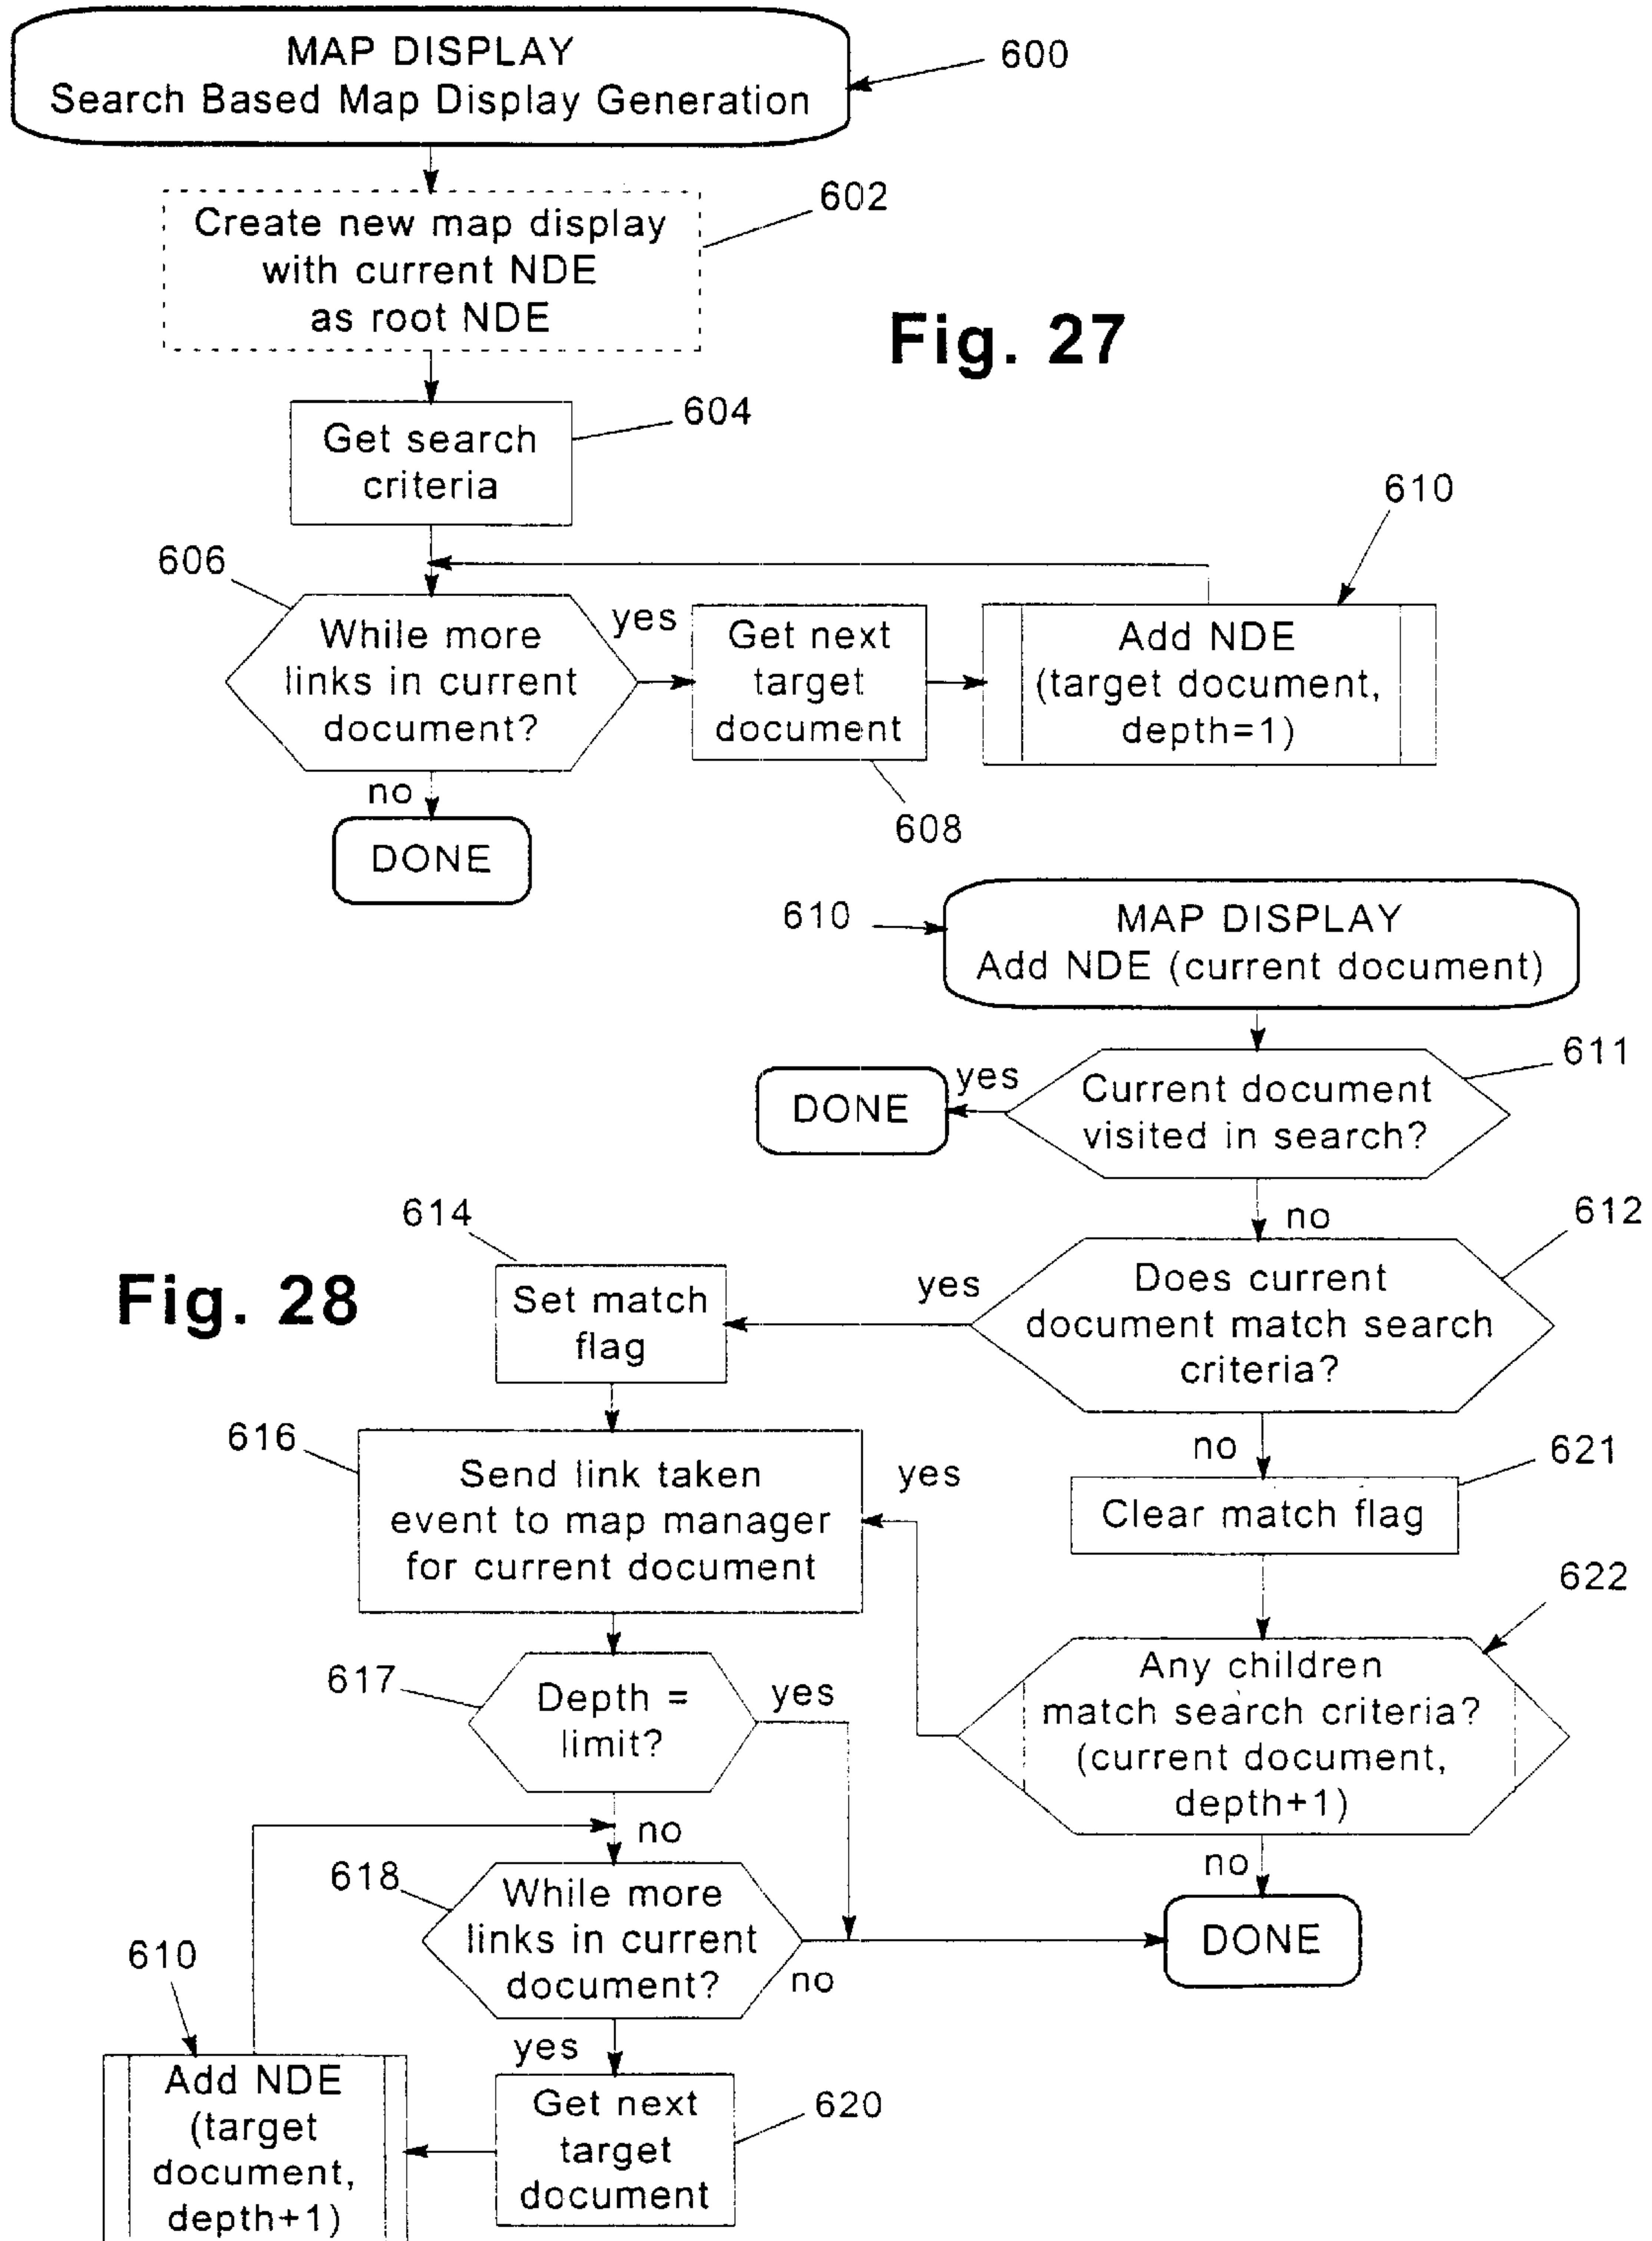 MAP DISPLAY
Search Based Map Display Generation
600
Create new map display
with current NDE
as root NDE
602
Fig. 27
Get search
criteria
604
606
While more
links in current
document?
yes
no
Get next
target
document
608
610
Add NDE
(target document,
depth=1)
DONE
610
MAP DISPLAY
Add NDE (current document)
611
Current document
visited in search?
yes
DONE
no
612
Does current
document match search
criteria?
yes
no
Fig. 28
614
Set match
flag
616
Send link taken
event to map manager
for current document
621
Clear match flag
622
Any children
match search criteria?
(current document,
depth+1)
yes
no
617
Depth =
limit?
yes
no
618
While more
links in current
document?
no
yes
DONE
620
Get next
target
document
610
Add NDE
(target
document,
depth+1)